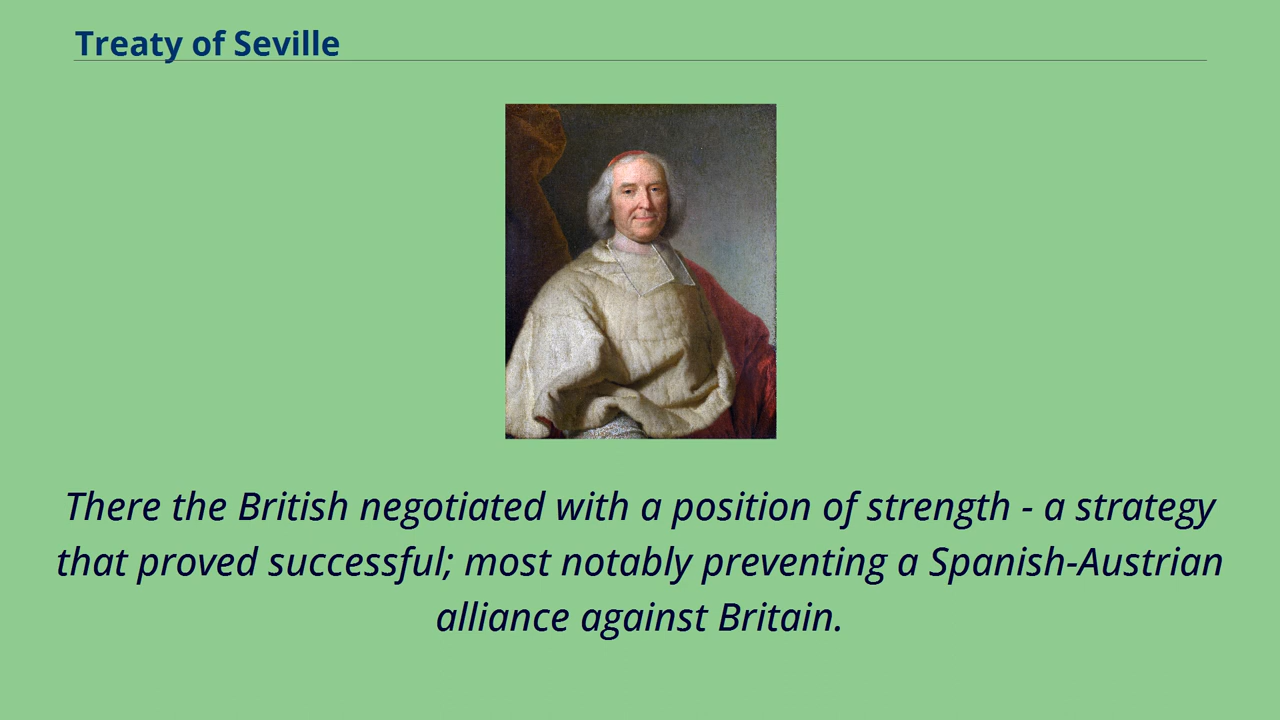 Treaty of Seville
There the British negotiated with a position of strength - a strategy
that proved successful; most notably preventing a Spanish-Austrian
alliance against Britain.